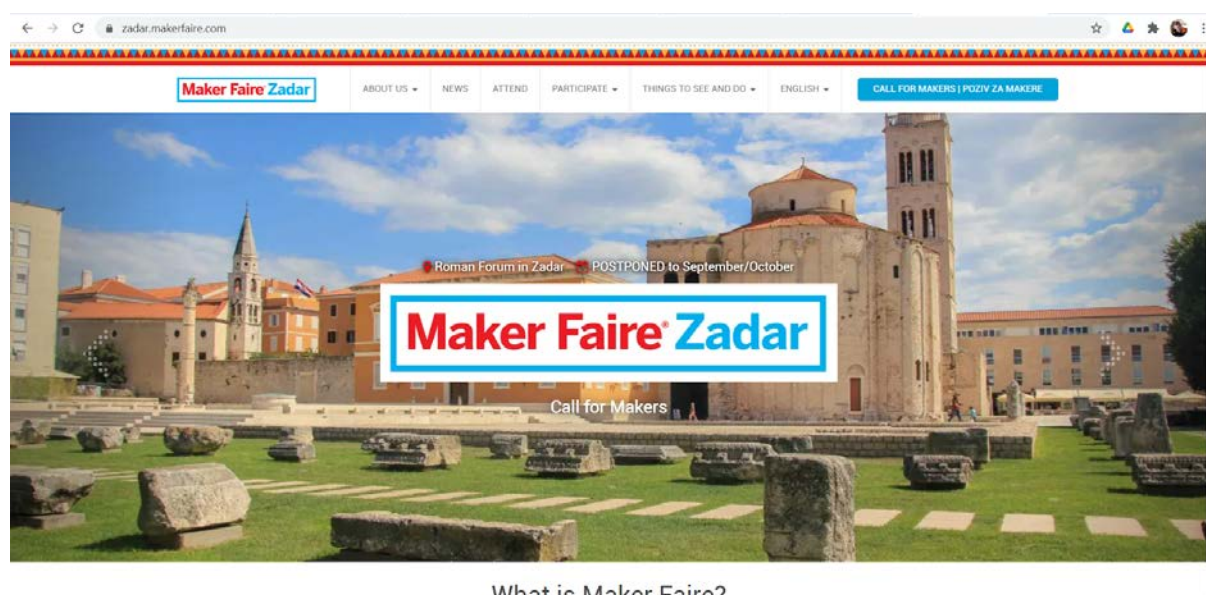 zadar.makerfaire.com
Maker Faire Zadar
ABOUT US
NEWS
ATTEND
PARTICIPATE
THINGS TO SEE AND DO
ENGLISH
CALL FOR MAKERS | POZIV ZA MAKERE
Roman Forum in Zadar POSTPONED to September/October
Maker Faire® Zadar
Call for Makers
What is Maker Faire?